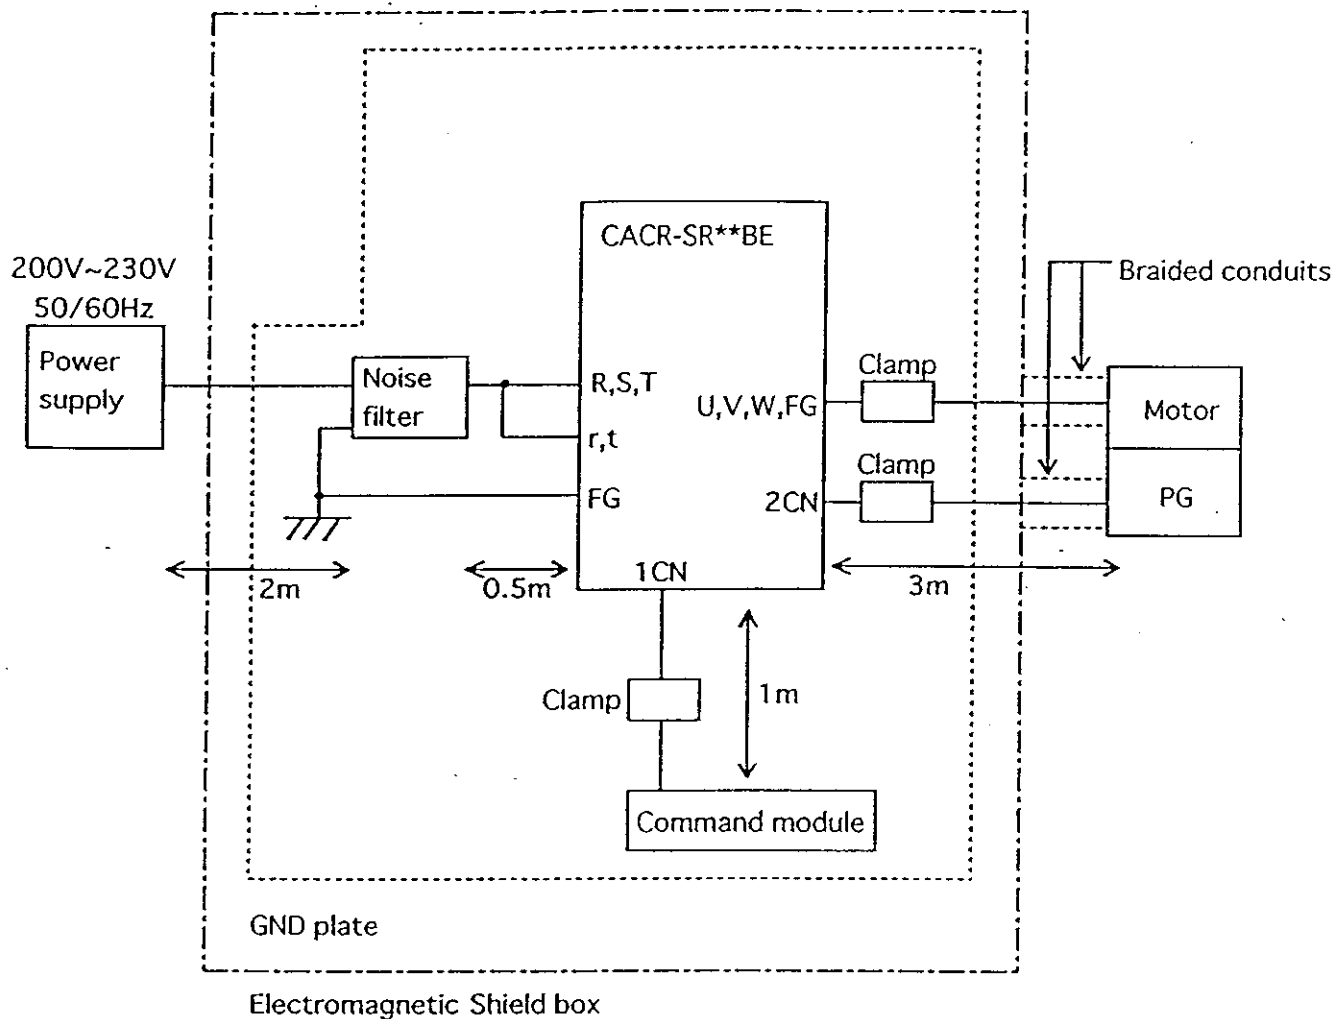 CACR-SR**BE
200V~230V
50/60Hz
Power
supply
Noise
filter
R,S,T
r,t
FG
U,V,W,FG
2CN
1CN
Clamp
Clamp
Braided conduits
Motor
PG
2m
0.5m
3m
Clamp
1m
Command module
GND plate
Electromagnetic Shield box